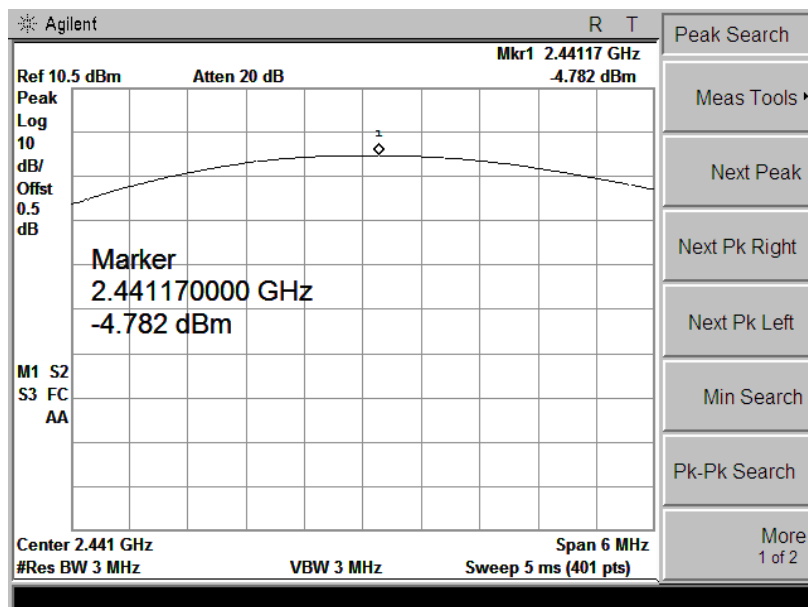 Agilent R T
Mkr1 2.44117 GHz
Ref 10.5 dBm Atten 20 dB -4.782 dBm
Peak
Log
10
dB/
Offst
0.5
dB
1
Marker
2.441170000 GHz
-4.782 dBm
M1 S2
S3 FC
AA
Center 2.441 GHz Span 6 MHz
#Res BW 3 MHz VBW 3 MHz Sweep 5 ms (401 pts)
Peak Search
Meas Tools
Next Peak
Next Pk Right
Next Pk Left
Min Search
Pk-Pk Search
More
1 of 2